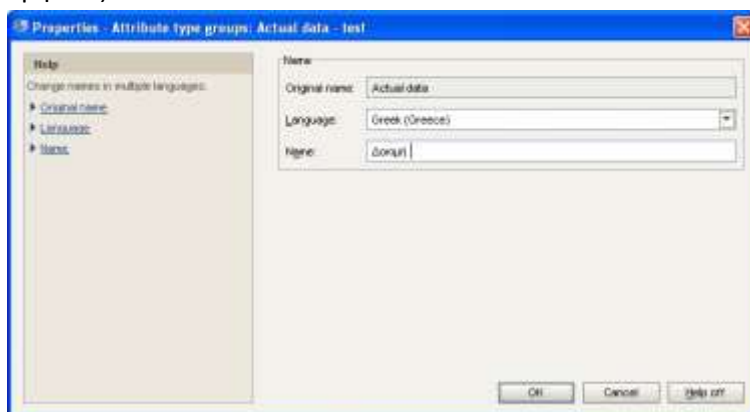 Properties - Attribute type groups: Actual data - test
Help
Change names in multiple languages:
Original name
Language
Name
Name
Original name: Actual data
Language: Greek (Greece)
Name: Δοκιμή
OK Cancel Help off